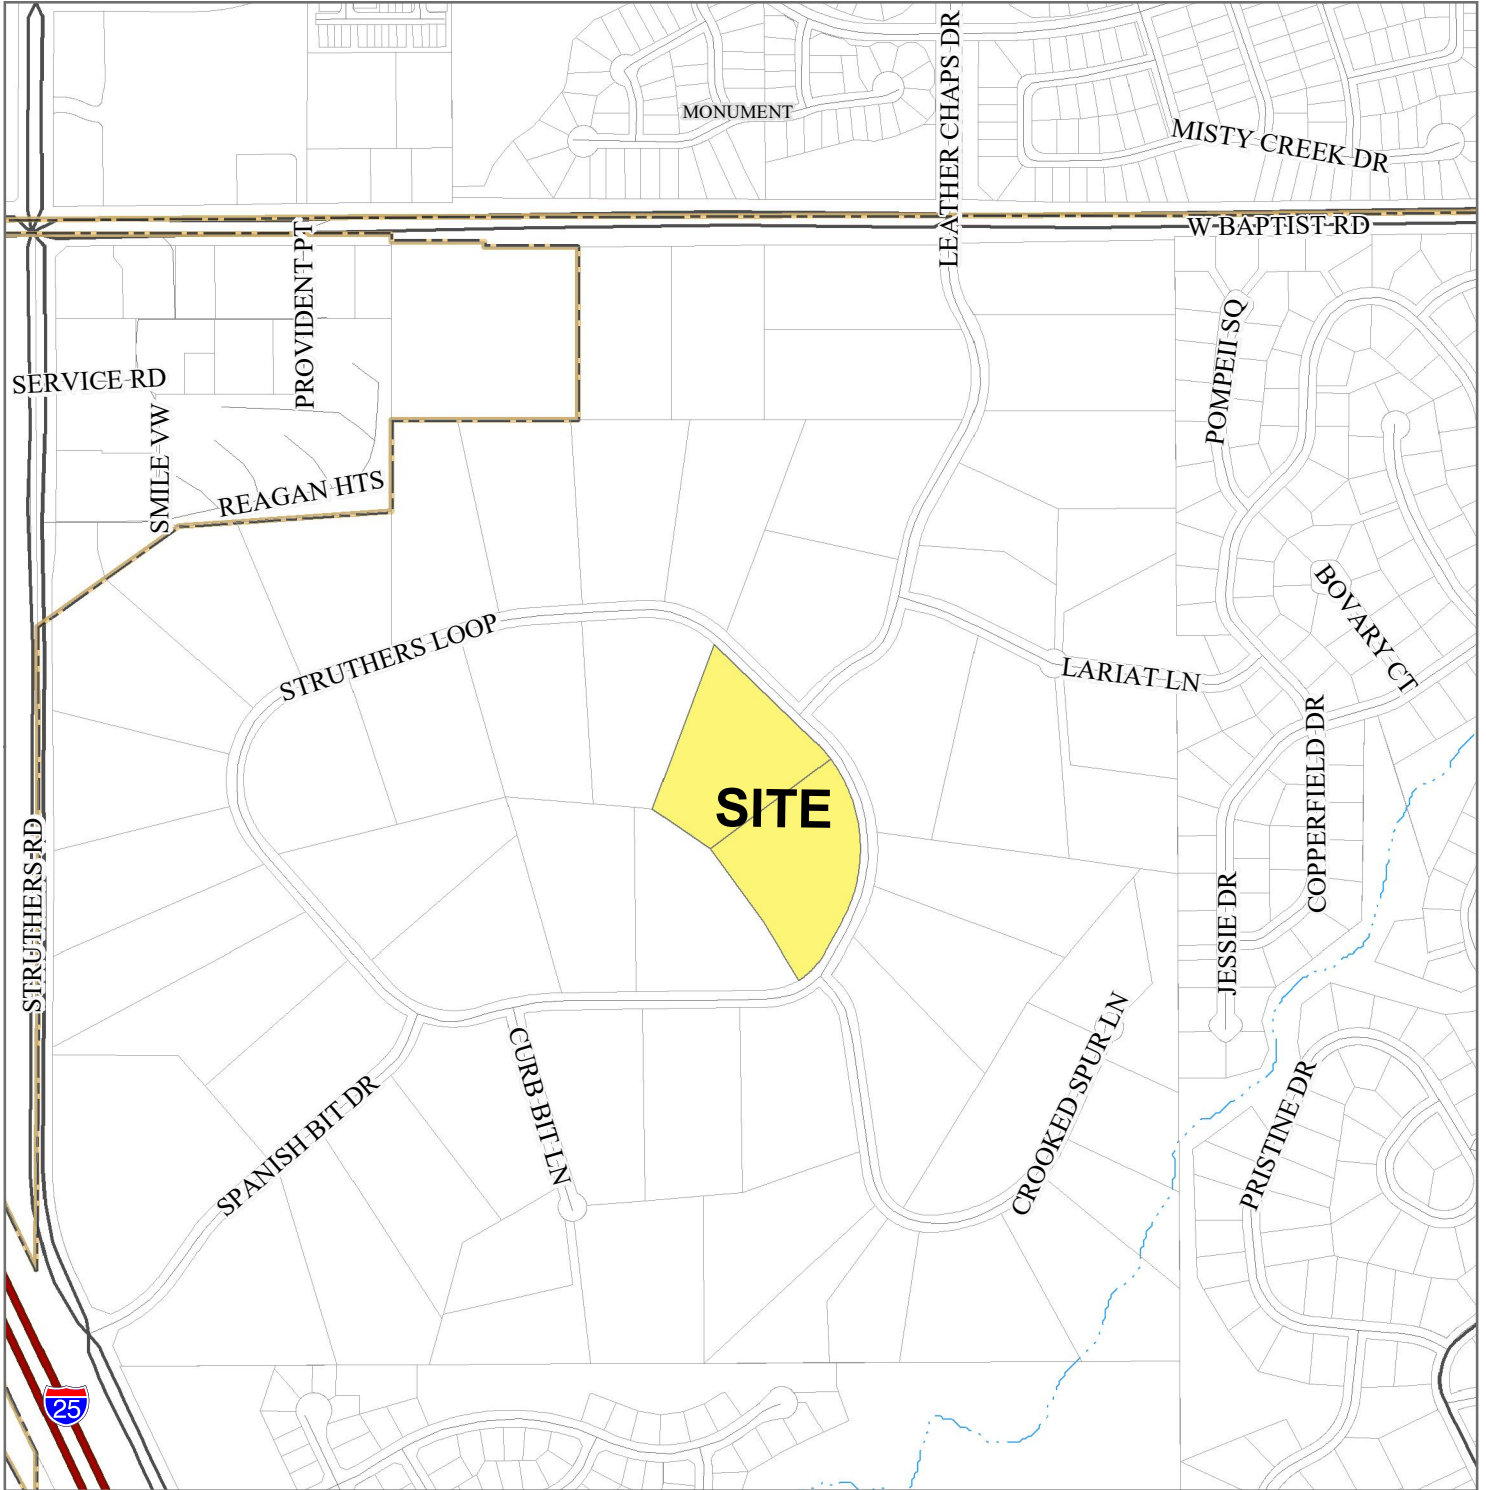 LEATHER CHAPS DR
MONUMENT
MISTY CREEK DR
W BAPTIST RD
PROVIDENT PT
POMPEII SQ
SERVICE RD
SMILE VW
REAGAN HTS
BOVARY CT
STRUTHERS LOOP
LARIAT LN
COPPERFIELD DR
SITE
STRUTHERS RD
JESSIE DR
CROOKED SPUR LN
CURB BIT LN
SPANISH BIT DR
PRISTINE DR
25